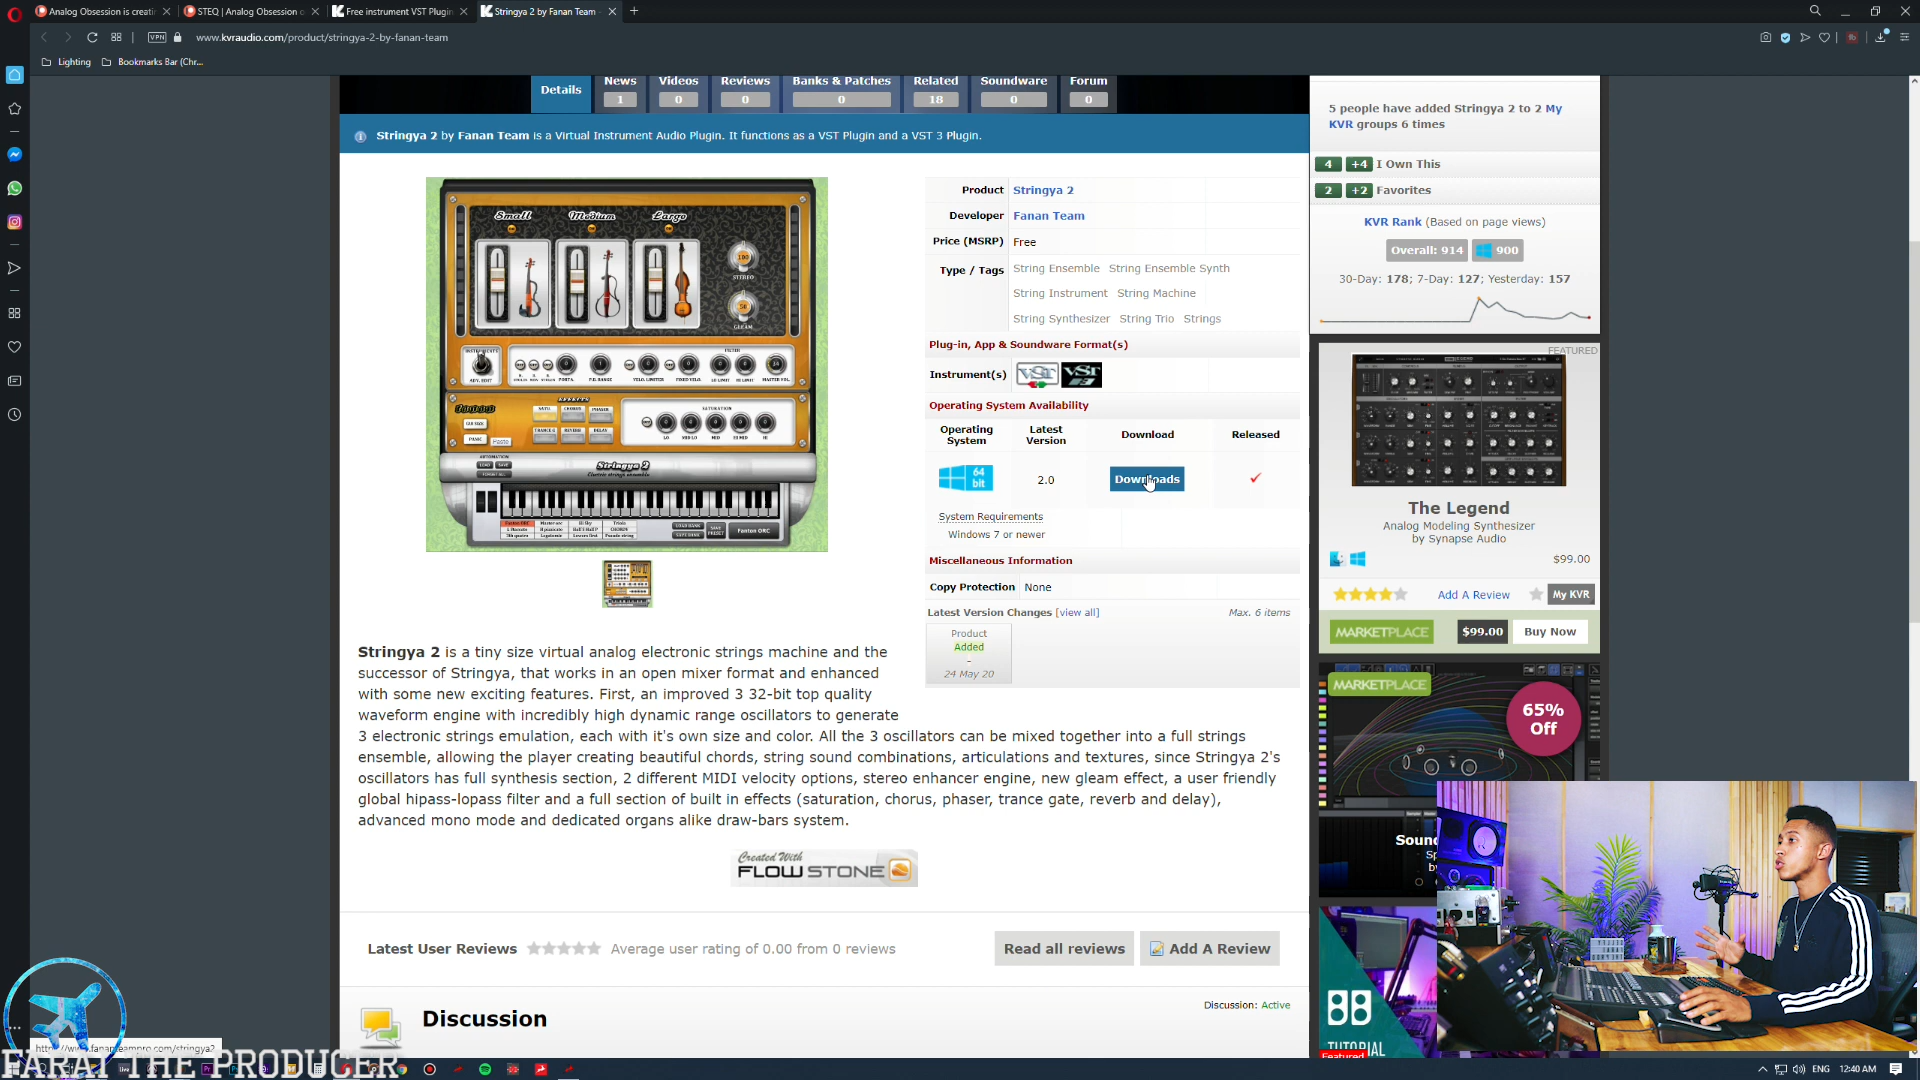 Analog Obsession is creati
STEQ | Analog Obsession o
Free instrument VST Plugin
Stringya 2 by Fanan Team -
VPN
www.kvraudio.com/product/stringya-2-by-fanan-team
Lighting
Bookmarks Bar (Chr...
Details
News
1
Videos
0
Reviews
0
Banks & Patches
0
Related
18
Soundware
0
Forum
0
Stringya 2 by Fanan Team is a Virtual Instrument Audio Plugin. It functions as a VST Plugin and a VST 3 Plugin.
Small
Medium
Large
STEREO
GLEAM
Stringya 2
Product
Stringya 2
Developer
Fanan Team
Price (MSRP)
Free
Type / Tags
String Ensemble String Ensemble Synth
String Instrument String Machine
String Synthesizer String Trio Strings
Plug-in, App & Soundware Format(s)
Instrument(s)
VST
VST 3
Operating System Availability
Operating System
Latest Version
Download
Released
64 bit
2.0
Downloads
System Requirements
Windows 7 or newer
Miscellaneous Information
Copy Protection
None
Latest Version Changes [view all]
Max. 6 items
Product
Added
-
24 May 20
Stringya 2 is a tiny size virtual analog electronic strings machine and the
successor of Stringya, that works in an open mixer format and enhanced
with some new exciting features. First, an improved 3 32-bit top quality
waveform engine with incredibly high dynamic range oscillators to generate
3 electronic strings emulation, each with it's own size and color. All the 3 oscillators can be mixed together into a full strings
ensemble, allowing the player creating beautiful chords, string sound combinations, articulations and textures, since Stringya 2's
oscillators has full synthesis section, 2 different MIDI velocity options, stereo enhancer engine, new gleam effect, a user friendly
global hipass-lopass filter and a full section of built in effects (saturation, chorus, phaser, trance gate, reverb and delay),
advanced mono mode and dedicated organs alike draw-bars system.
Created With
FLOWSTONE
Latest User Reviews
Average user rating of 0.00 from 0 reviews
Read all reviews
Add A Review
Discussion
Discussion: Active
5 people have added Stringya 2 to 2 My
KVR groups 6 times
4 +4 I Own This
2 +2 Favorites
KVR Rank (Based on page views)
Overall: 914
900
30-Day: 178; 7-Day: 127; Yesterday: 157
FEATURED
The Legend
Analog Modeling Synthesizer
by Synapse Audio
$99.00
Add A Review
My KVR
MARKETPLACE
$99.00
Buy Now
MARKETPLACE
65%
Off
Soun
TUTORIAL
Featured
FARAI THE PRODUCER
ENG
12:40 AM